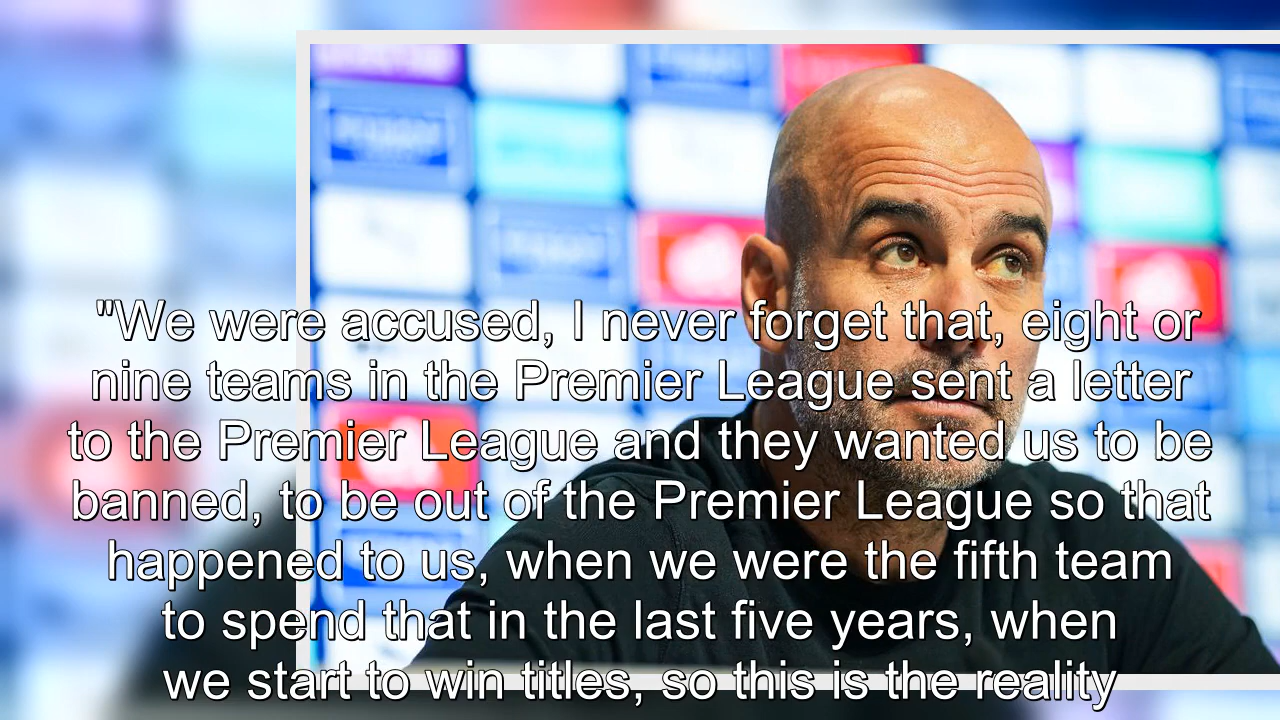 "We were accused, I never forget that, eight or
nine teams in the Premier League sent a letter
to the Premier League and they wanted us to be
banned, to be out of the Premier League so that
happened to us, when we were the fifth team
to spend that in the last five years, when
we start to win titles, so this is the reality